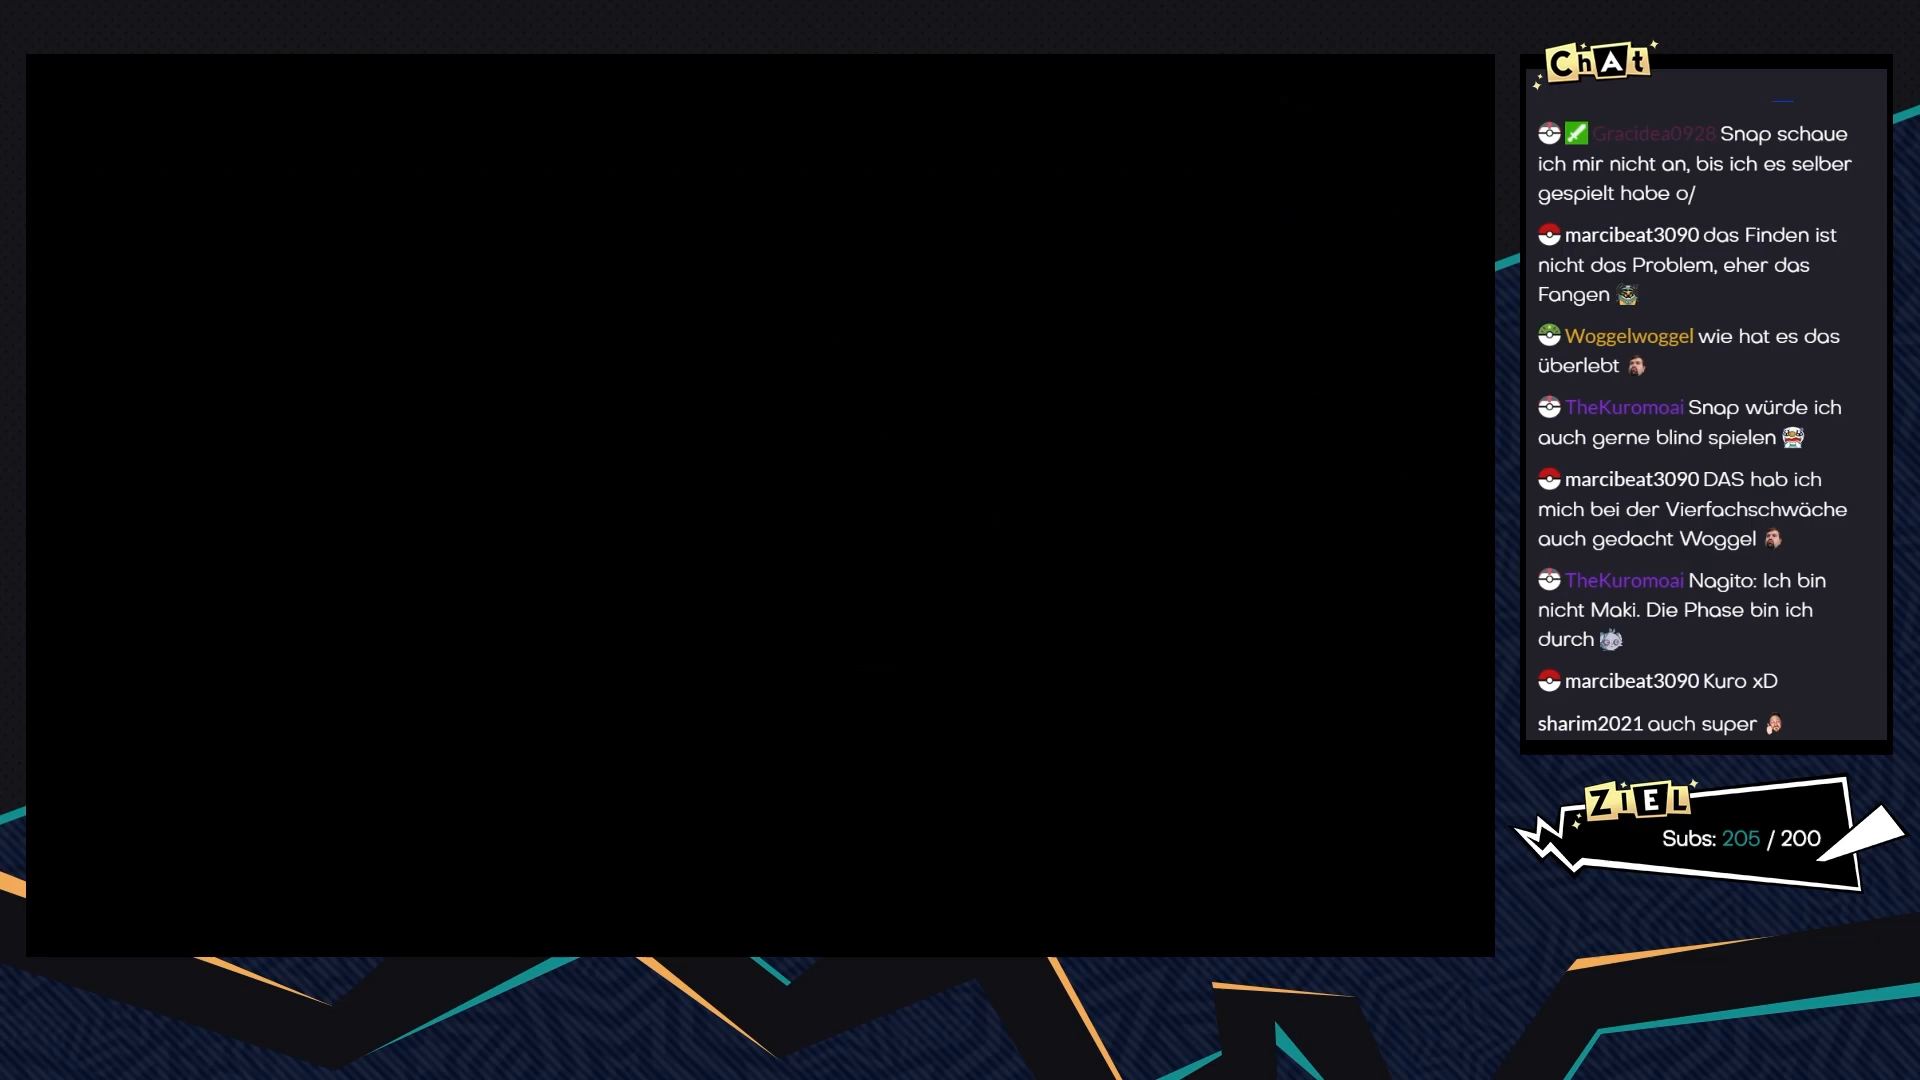 ChAt
Gracidea0928 Snap schaue
ich mir nicht an, bis ich es selber
gespielt habe o/
marcibeat3090 das Finden ist
nicht das Problem, eher das
Fangen
Woggelwoggel wie hat es das
überlebt
TheKuromoai Snap würde ich
auch gerne blind spielen
marcibeat3090 DAS hab ich
mich bei der Vierfachschwäche
auch gedacht Woggel
TheKuromoai Nagito: Ich bin
nicht Maki. Die Phase bin ich
durch
marcibeat3090 Kuro xD
sharim2021 auch super
ZiEL
Subs: 205 / 200